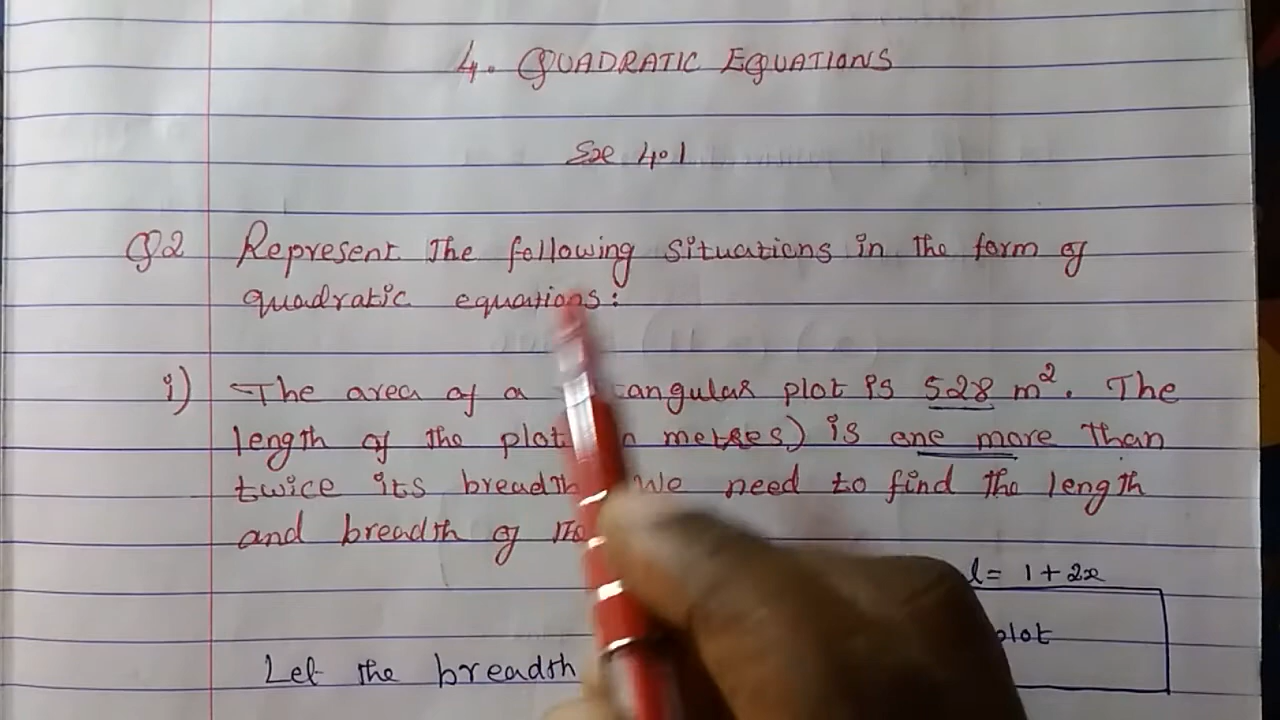 4. QUADRATIC EQUATIONS
Exe 4.1
Q2 Represent The following situations in the form of
quadratic equations:
i) The area of a angular plot is 528 m². The
length of the plot n metres) is one more than
twice its breadth We need to find the length
and breadth of
l = 1 + 2x
plot
Let the breadth